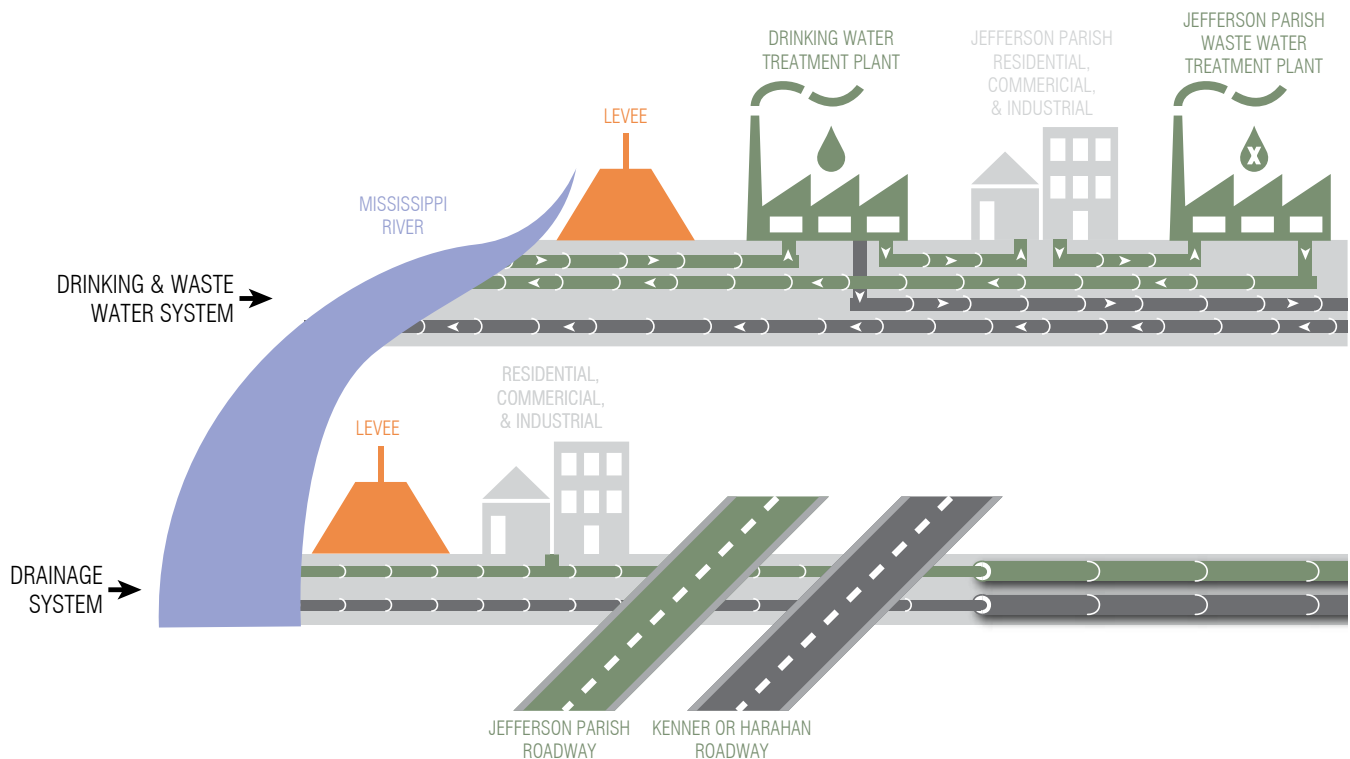 DRINKING WATER
TREATMENT PLANT
JEFFERSON PARISH
RESIDENTIAL,
COMMERICIAL,
& INDUSTRIAL
JEFFERSON PARISH
WASTE WATER
TREATMENT PLANT
LEVEE
X
MISSISSIPPI
RIVER
DRINKING & WASTE
WATER SYSTEM
RESIDENTIAL,
COMMERICIAL,
& INDUSTRIAL
LEVEE
DRAINAGE
SYSTEM
JEFFERSON PARISH
ROADWAY
KENNER OR HARAHAN
ROADWAY